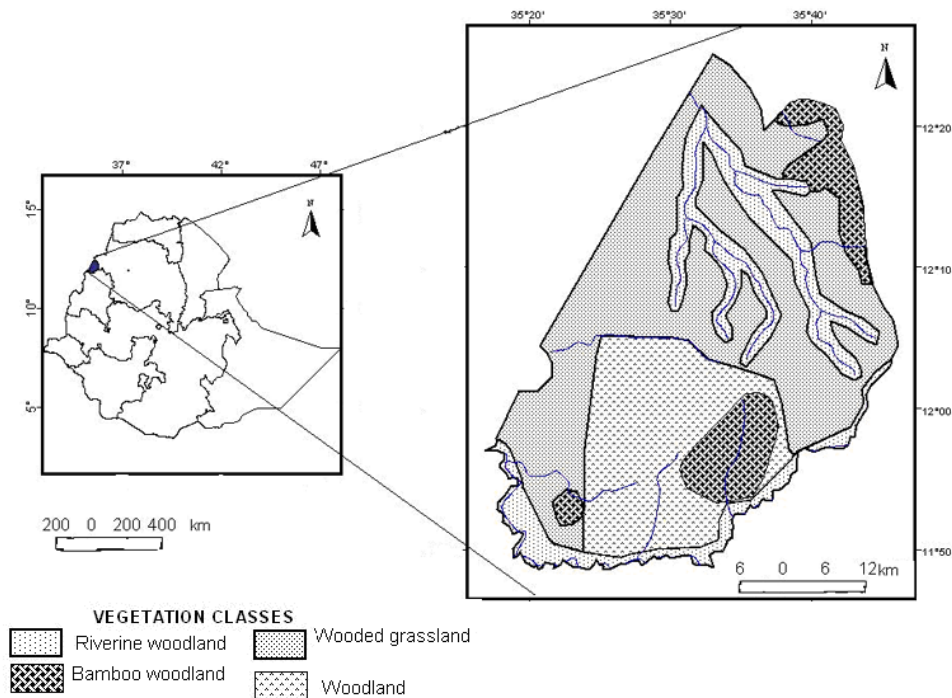 35°20' 35°30' 35°40'
N
12°20'
12°10'
12°00'
11°50'
6 0 6 12km
37° 42° 47°
N
15°
10°
5°
200 0 200 400 km
VEGETATION CLASSES
Riverine woodland
Wooded grassland
Bamboo woodland
Woodland